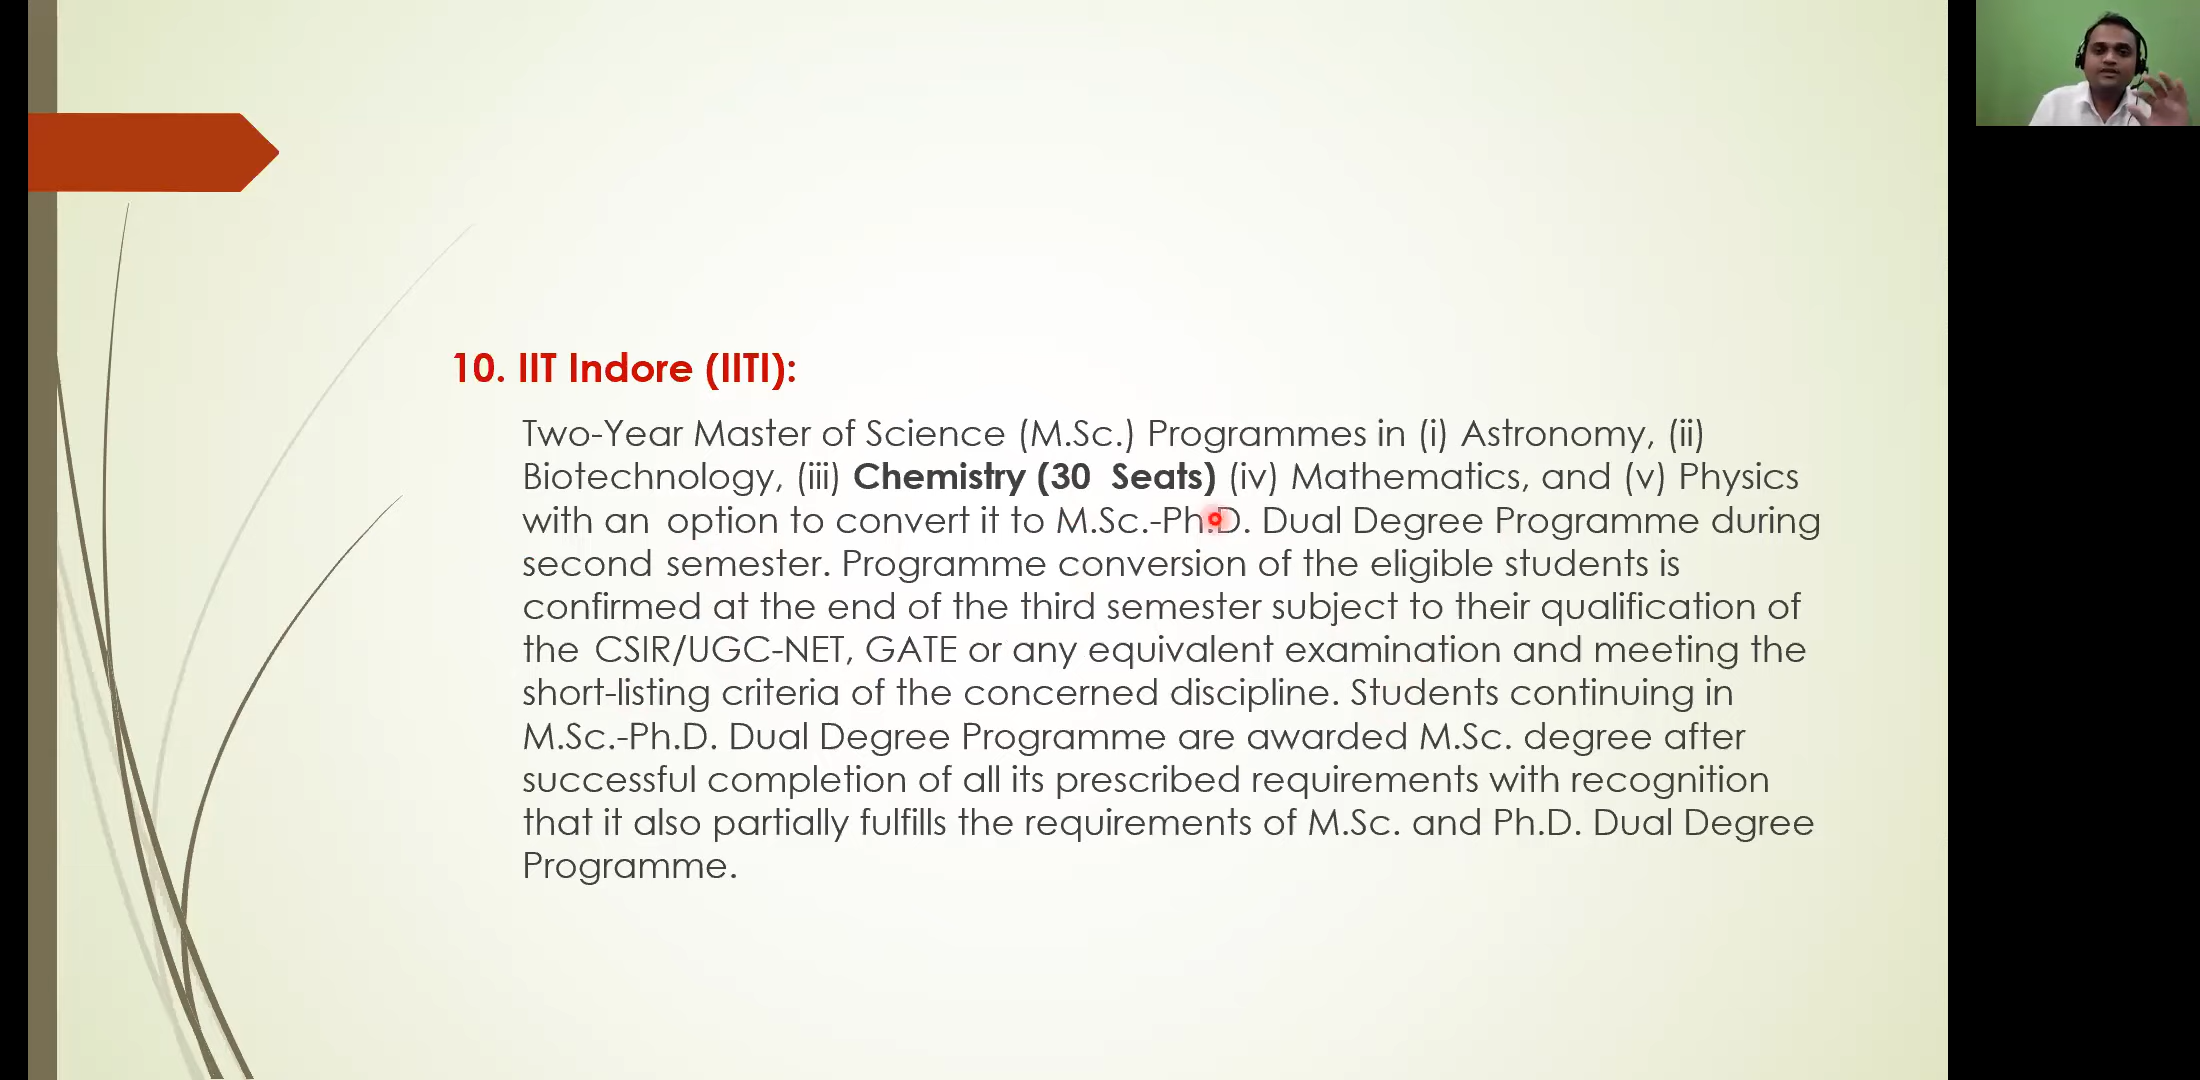 10. IIT Indore (IITI):
Two-Year Master of Science (M.Sc.) Programmes in (i) Astronomy, (ii)
Biotechnology, (iii) Chemistry (30 Seats) (iv) Mathematics, and (v) Physics
with an option to convert it to M.Sc.-Ph.D. Dual Degree Programme during
second semester. Programme conversion of the eligible students is
confirmed at the end of the third semester subject to their qualification of
the CSIR/UGC-NET, GATE or any equivalent examination and meeting the
short-listing criteria of the concerned discipline. Students continuing in
M.Sc.-Ph.D. Dual Degree Programme are awarded M.Sc. degree after
successful completion of all its prescribed requirements with recognition
that it also partially fulfills the requirements of M.Sc. and Ph.D. Dual Degree
Programme.